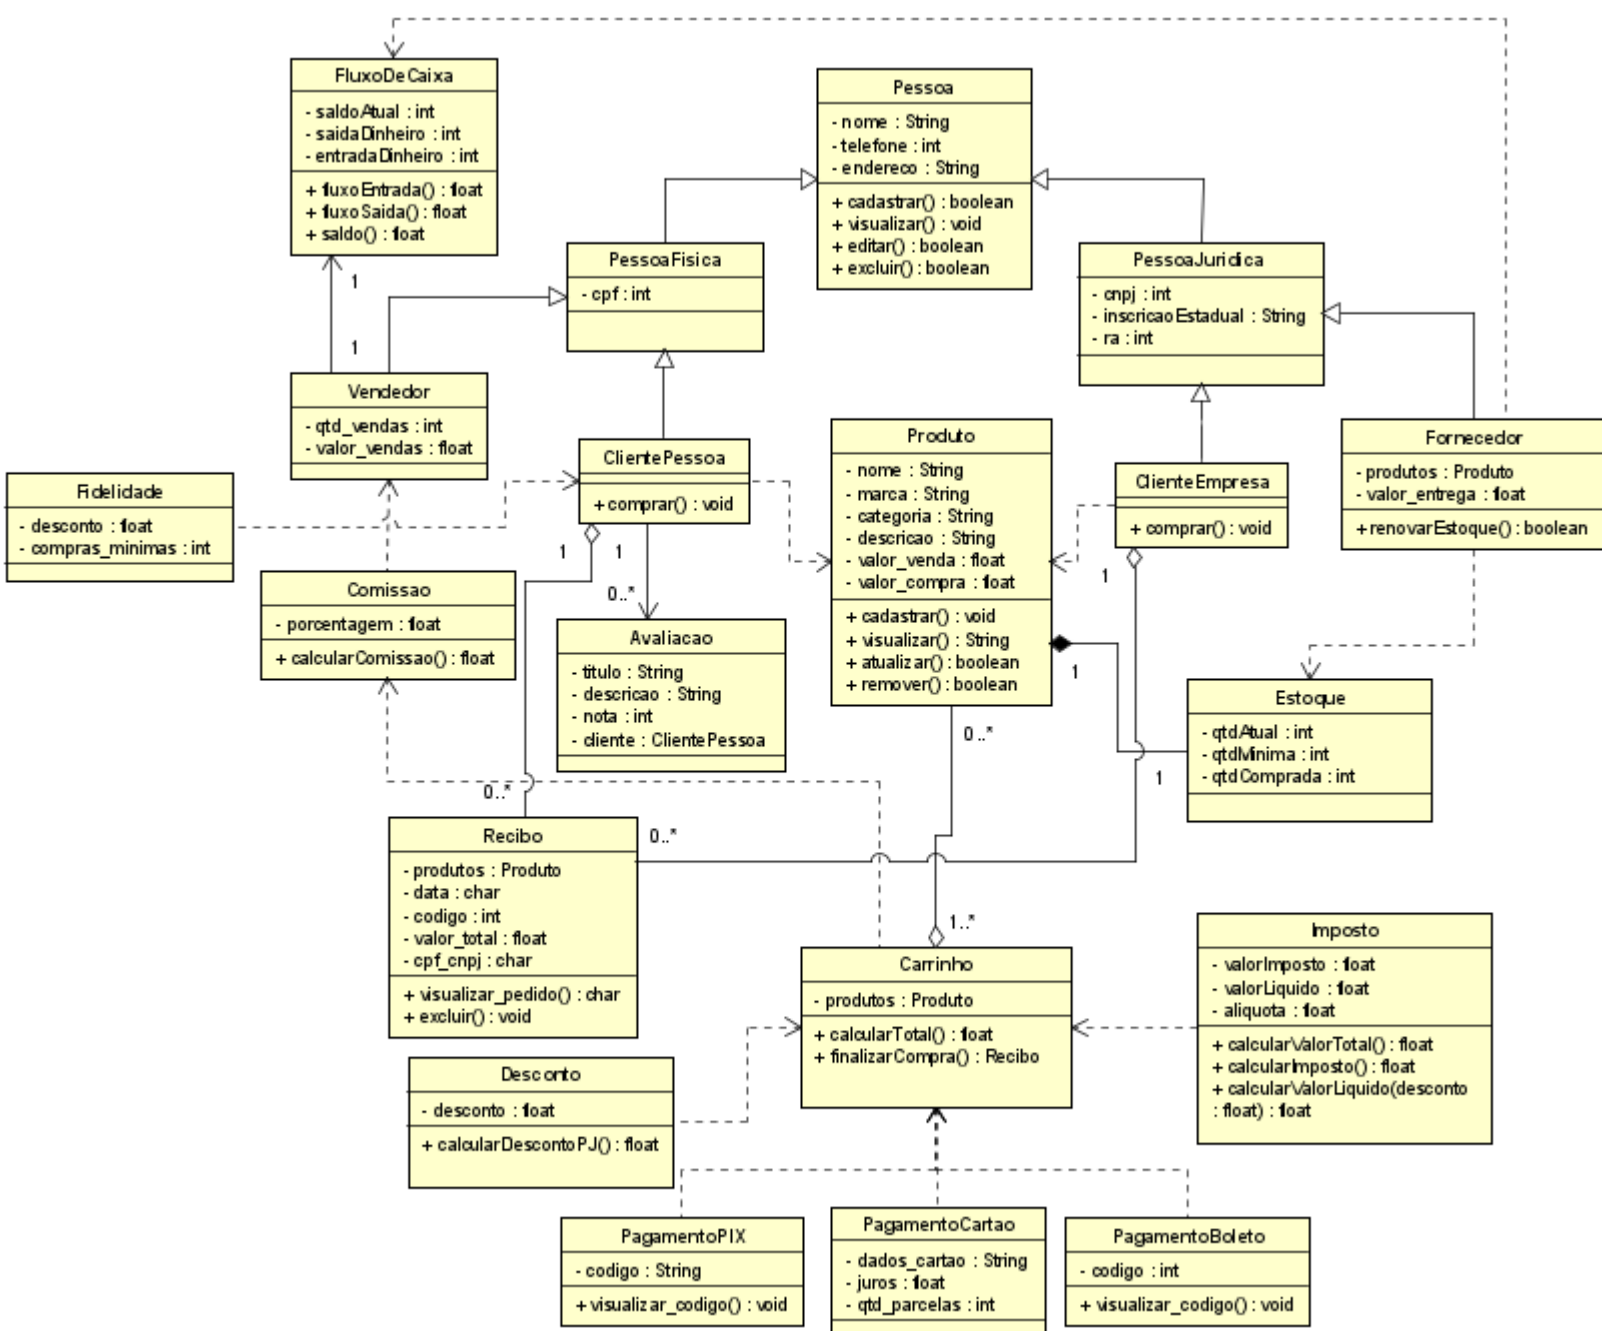 FluxoDeCaixa
- saldoAtual : int
- saidaDinheiro : int
- entradaDinheiro : int
+ fluxoEntrada() : float
+ fluxoSaida() : float
+ saldo() : float
Pessoa
- nome : String
- telefone : int
- endereco : String
+ cadastrar() : boolean
+ visualizar() : void
+ editar() : boolean
+ excluir() : boolean
PessoaFisica
- cpf : int
PessoaJuridica
- cnpj : int
- inscricaoEstadual : String
- ra : int
1
1
Vendedor
- qtd_vendas : int
- valor_vendas : float
ClientePessoa
+ comprar() : void
Produto
- nome : String
- marca : String
- categoria : String
- descricao : String
- valor_venda : float
- valor_compra : float
+ cadastrar() : void
+ visualizar() : String
+ atualizar() : boolean
+ remover() : boolean
ClienteEmpresa
+ comprar() : void
Fornecedor
- produtos : Produto
- valor_entrega : float
+ renovarEstoque() : boolean
Fidelidade
- desconto : float
- compras_minimas : int
Comissao
- porcentagem : float
+ calcularComissao() : float
1
1
0..*
1
Avaliacao
- titulo : String
- descricao : String
- nota : int
- cliente : ClientePessoa
1
0..*
1
Estoque
- qtdAtual : int
- qtdMinima : int
- qtdComprada : int
0..*
0..*
Recibo
- produtos : Produto
- data : char
- codigo : int
- valor_total : float
- cpf_cnpj : char
+ visualizar_pedido() : char
+ excluir() : void
1..*
Carrinho
- produtos : Produto
+ calcularTotal() : float
+ finalizarCompra() : Recibo
Imposto
- valorImposto : float
- valorLiquido : float
- aliquota : float
+ calcularValorTotal() : float
+ calcularImposto() : float
+ calcularValorLiquido(desconto
: float) : float
Desconto
- desconto : float
+ calcularDescontoPJ() : float
PagamentoPIX
- codigo : String
+ visualizar_codigo() : void
PagamentoCartao
- dados_cartao : String
- juros : float
- qtd_parcelas : int
PagamentoBoleto
- codigo : int
+ visualizar_codigo() : void